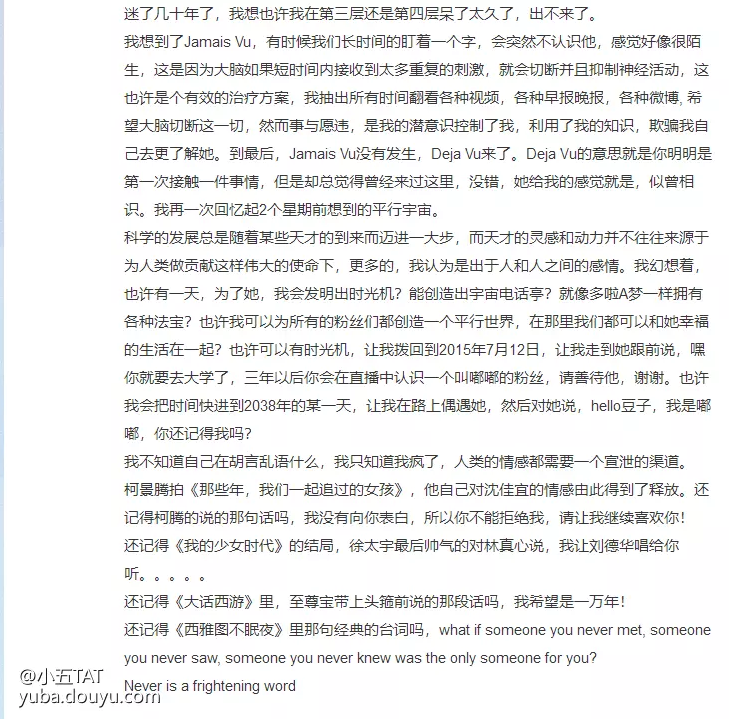 迷了几十年了，我想也许我在第三层还是第四层呆了太久了，出不来了。
我想到了Jamais Vu，有时候我们长时间的盯着一个字，会突然不认识他，感觉好像很陌
生，这是因为大脑如果短时间内接收到太多重复的刺激，就会切断并且抑制神经活动，这
也许是个有效的治疗方案，我抽出所有时间翻看各种视频，各种早报晚报，各种微博, 希
望大脑切断这一切，然而事与愿违，是我的潜意识控制了我，利用了我的知识，欺骗我自
己去更了解她。到最后，Jamais Vu没有发生，Deja Vu来了。Deja Vu的意思就是你明明是
第一次接触一件事情，但是却总觉得曾经来过这里，没错，她给我的感觉就是，似曾相
识。我再一次回忆起2个星期前想到的平行宇宙。
科学的发展总是随着某些天才的到来而迈进一大步，而天才的灵感和动力并不往往来源于
为人类做贡献这样伟大的使命下，更多的，我认为是出于人和人之间的感情。我幻想着，
也许有一天，为了她，我会发明出时光机？能创造出宇宙电话亭？就像多啦A梦一样拥有
各种法宝？也许我可以为所有的粉丝们都创造一个平行世界，在那里我们都可以和她幸福
的生活在一起？也许可以有时光机，让我拨回到2015年7月12日，让我走到她跟前说，嘿
你就要去大学了，三年以后你会在直播中认识一个叫嘟嘟的粉丝，请善待他，谢谢。也许
我会把时间快进到2038年的某一天，让我在路上偶遇她，然后对她说，hello豆子，我是嘟
嘟，你还记得我吗？
我不知道自己在胡言乱语什么，我只知道我疯了，人类的情感都需要一个宣泄的渠道。
柯景腾拍《那些年，我们一起追过的女孩》，他自己对沈佳宜的情感由此得到了释放。还
记得柯腾的说的那句话吗，我没有向你表白，所以你不能拒绝我，请让我继续喜欢你！
还记得《我的少女时代》的结局，徐太宇最后帅气的对林真心说，我让刘德华唱给你
听。。。。。
还记得《大话西游》里，至尊宝带上头箍前说的那段话吗，我希望是一万年！
还记得《西雅图不眠夜》里那句经典的台词吗，what if someone you never met, someone
you never saw, someone you never knew was the only someone for you?
Never is a frightening word
@小五TAT
yuba.douyu.com